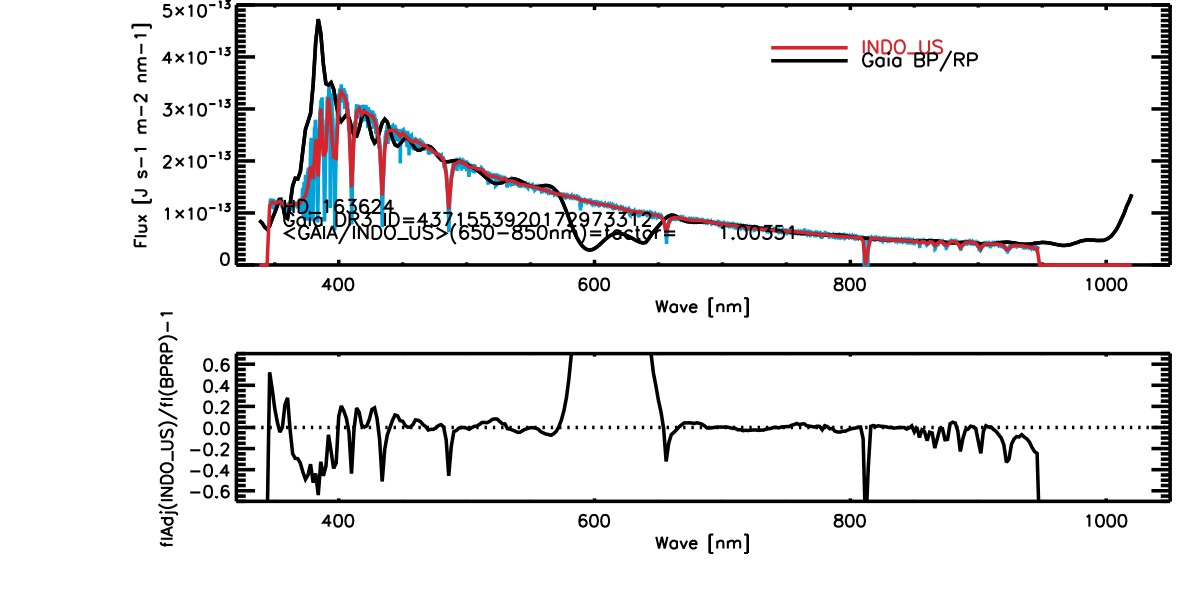 5×10⁻¹³
4×10⁻¹³
3×10⁻¹³
2×10⁻¹³
1×10⁻¹³
0
Flux [J s−1 m−2 nm−1]
INDO_US
Gaia BP/RP
HD_163624
Gaia DR3_ID=4371553920172973312
<GAIA/INDO_US>(650−850nm)=factor= 1.00351
400 600 800 1000
Wave [nm]
0.6
0.4
0.2
0.0
−0.2
−0.4
−0.6
flAdj(INDO_US)/fl(BPRP)−1
400 600 800 1000
Wave [nm]